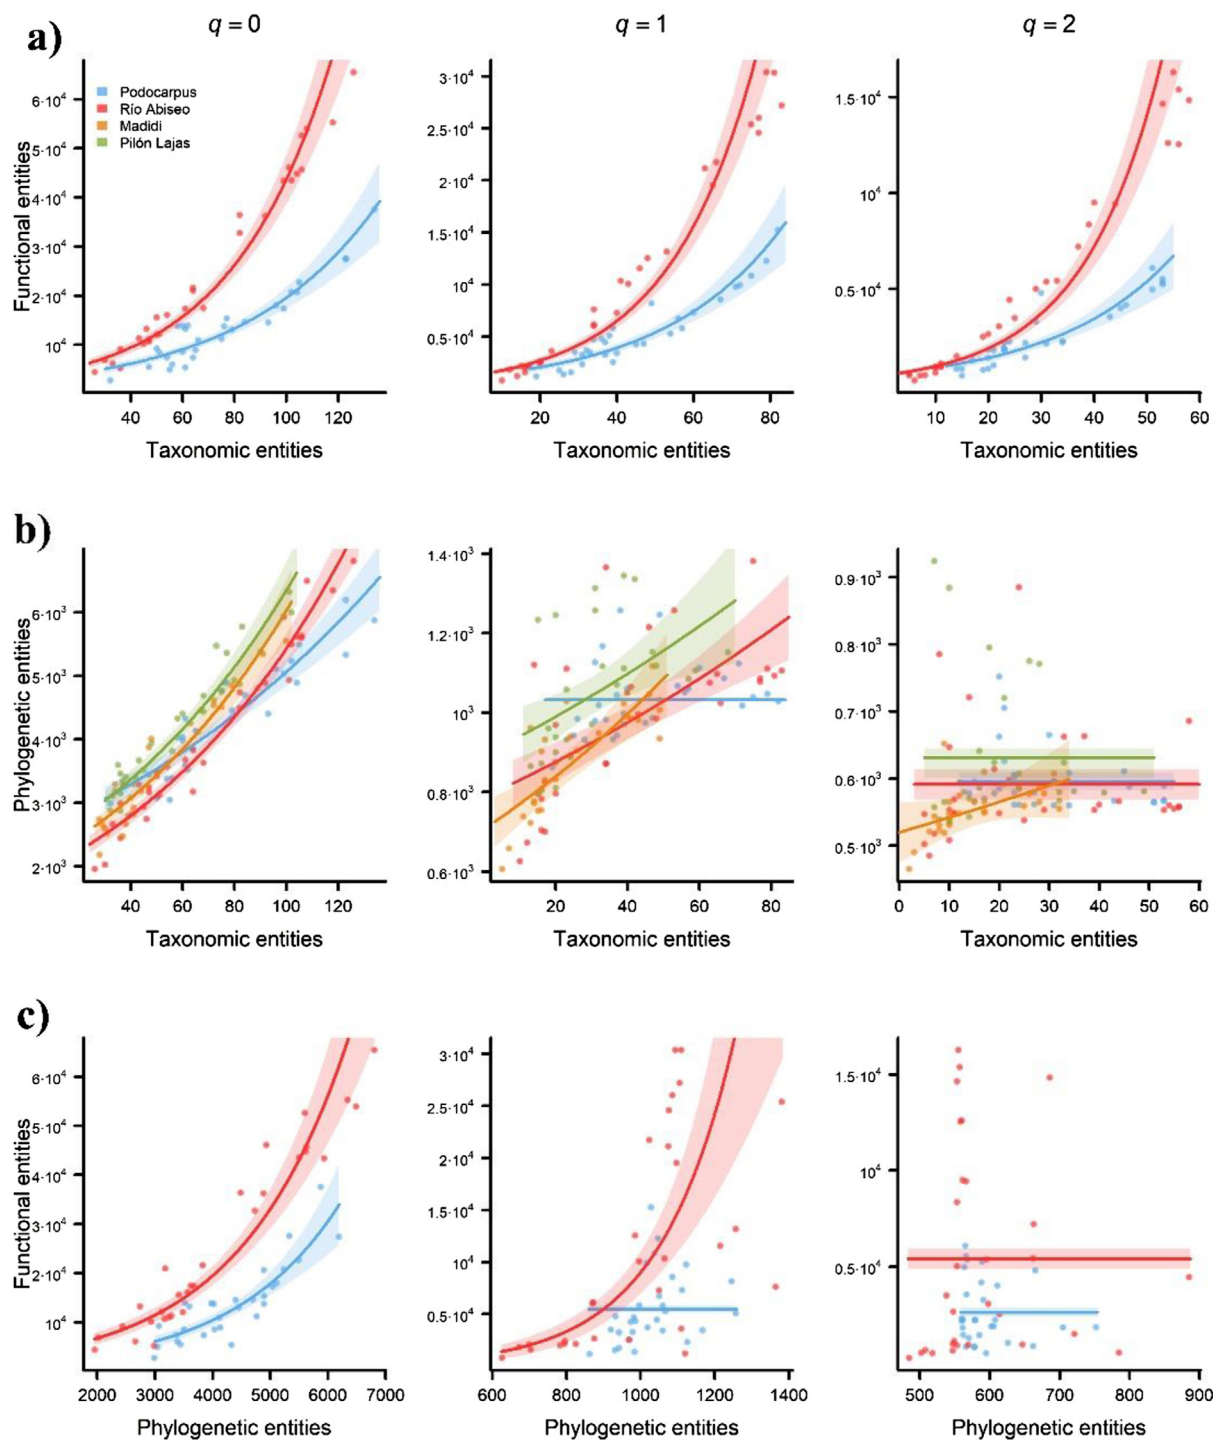 q = 0
q = 1
q = 2
a)
Functional entities
6·10⁴
5·10⁴
4·10⁴
3·10⁴
2·10⁴
10⁴
Podocarpus
Río Abiseo
Madidi
Pilón Lajas
40 60 80 100 120
Taxonomic entities
3·10⁴
2.5·10⁴
2·10⁴
1.5·10⁴
10⁴
0.5·10⁴
20 40 60 80
Taxonomic entities
1.5·10⁴
10⁴
0.5·10⁴
10 20 30 40 50 60
Taxonomic entities
b)
Phylogenetic entities
6·10³
5·10³
4·10³
3·10³
2·10³
40 60 80 100 120
Taxonomic entities
1.4·10³
1.2·10³
10³
0.8·10³
0.6·10³
20 40 60 80
Taxonomic entities
0.9·10³
0.8·10³
0.7·10³
0.6·10³
0.5·10³
0 10 20 30 40 50 60
Taxonomic entities
c)
Functional entities
6·10⁴
5·10⁴
4·10⁴
3·10⁴
2·10⁴
10⁴
2000 3000 4000 5000 6000 7000
Phylogenetic entities
3·10⁴
2.5·10⁴
2·10⁴
1.5·10⁴
10⁴
0.5·10⁴
600 800 1000 1200 1400
Phylogenetic entities
1.5·10⁴
10⁴
0.5·10⁴
500 600 700 800 900
Phylogenetic entities